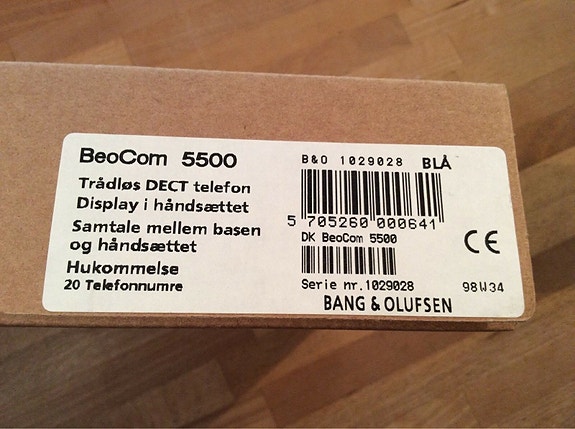 BeoCom 5500
Trådløs DECT telefon
Display i håndsættet
Samtale mellem basen
og håndsættet
Hukommelse
20 Telefonnumre
B&O 1029028 BLÅ
5 705260 000641
DK BeoCom 5500
CE
Serie nr.1029028
98W34
BANG & OLUFSEN